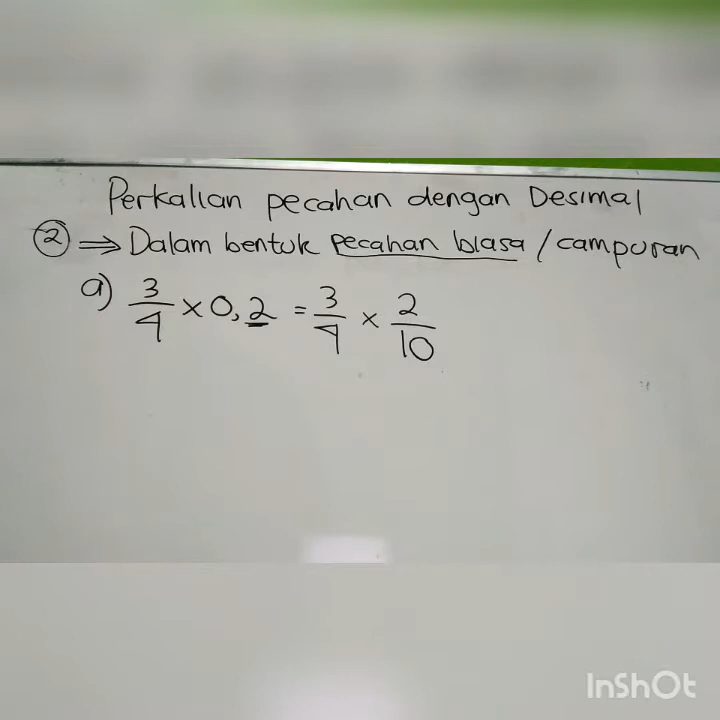 Perkalian pecahan dengan Desimal
② ⇒ Dalam bentuk pecahan biasa / campuran
a) 3/4 × 0,2 = 3/4 × 2/10
InShOt